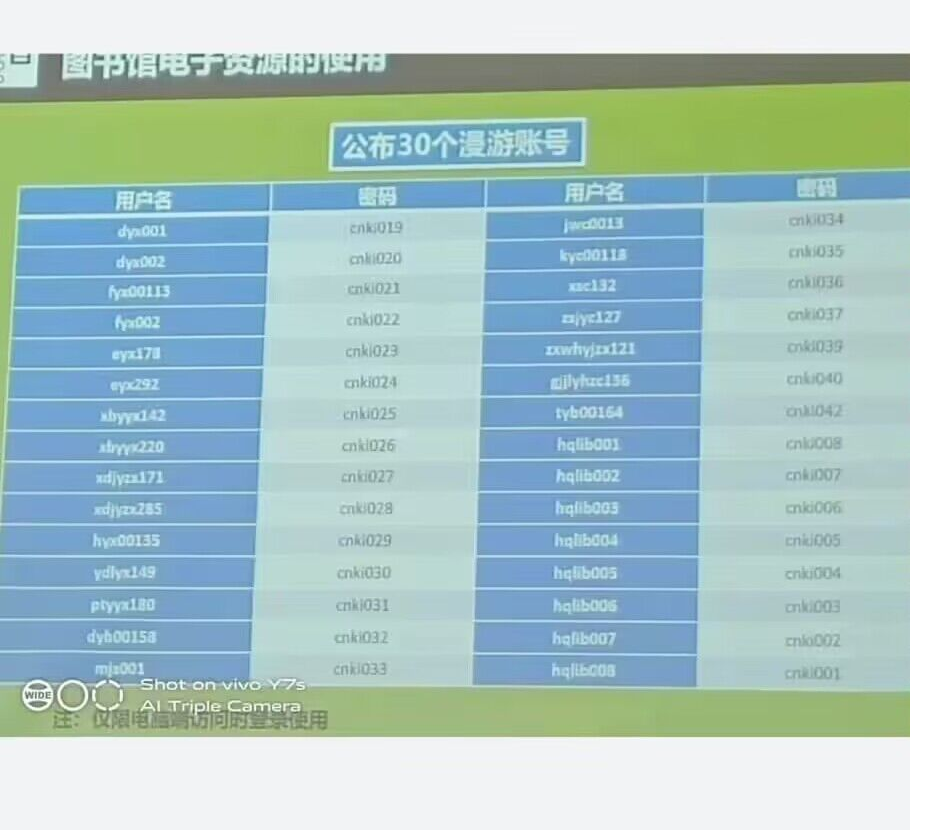 图书馆电子资源的使用
公布30个漫游账号
用户名 密码 用户名 密码
dyx001 cnki019 jwc0013 cnki034
dyx002 cnki020 kyc00118 cnki035
fyx00113 cnki021 xsc132 cnki036
fyx002 cnki022 zsjyc127 cnki037
eyx178 cnki023 zxwhyjzx121 cnki039
eyx292 cnki024 gjjlyhzc136 cnki040
xbyyx142 cnki025 tyb00164 cnki042
xbyyx220 cnki026 hqlib001 cnki008
xdjyzx171 cnki027 hqlib002 cnki007
xdjyzx285 cnki028 hqlib003 cnki006
hyx00135 cnki029 hqlib004 cnki005
ydlyx149 cnki030 hqlib005 cnki004
ptyyx180 cnki031 hqlib006 cnki003
dyb00158 cnki032 hqlib007 cnki002
mjx001 cnki033 hqlib008 cnki001
WIDE
Shot on vivo Y7s
AI Triple Camera
注：仅限电脑端访问时登录使用